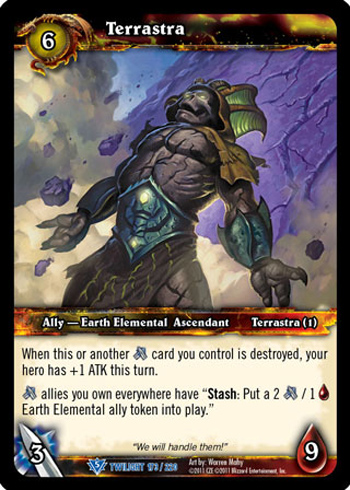 6
Terrastra
Ally — Earth Elemental Ascendant Terrastra (1)
When this or another card you control is destroyed, your
hero has +1 ATK this turn.
allies you own everywhere have “Stash: Put a 2 / 1
Earth Elemental ally token into play.”
“We will handle them!”
3
TWILIGHT 173 / 220
Art by: Warren Mahy
©2011 CZE ©2011 Blizzard Entertainment, Inc.
9